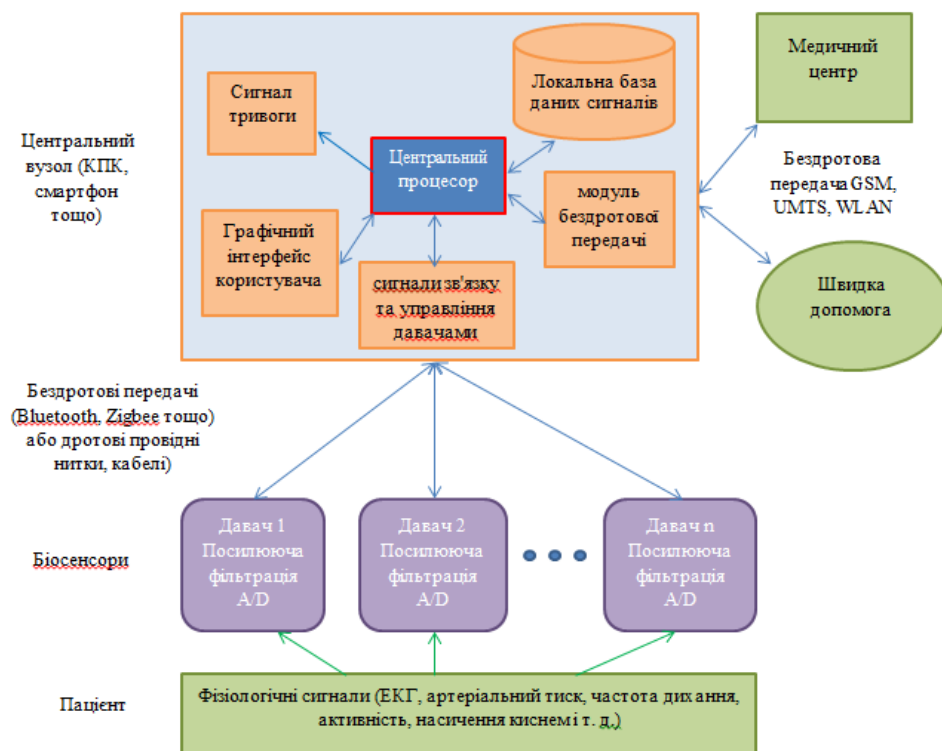 Центральний
вузол (КПК,
смартфон
тощо)
Сигнал
тривоги
Локальна база
даних сигналів
Центральний
процесор
Графічний
інтерфейс
користувача
модуль
бездротової
передачі
сигнали зв'язку
та управління
давачами
Медичний
центр
Бездротова
передача GSM,
UMTS, WLAN
Швидка
допомога
Бездротові передачі
(Bluetooth, Zigbee тощо)
або дротові провідні
нитки, кабелі)
Біосенсори
Давач 1
Посилююча
фільтрація
A/D
Давач 2
Посилююча
фільтрація
A/D
Давач n
Посилююча
фільтрація
A/D
Пацієнт
Фізіологічні сигнали (ЕКГ, артеріальний тиск, частота дихання,
активність, насичення киснем і т. д.)